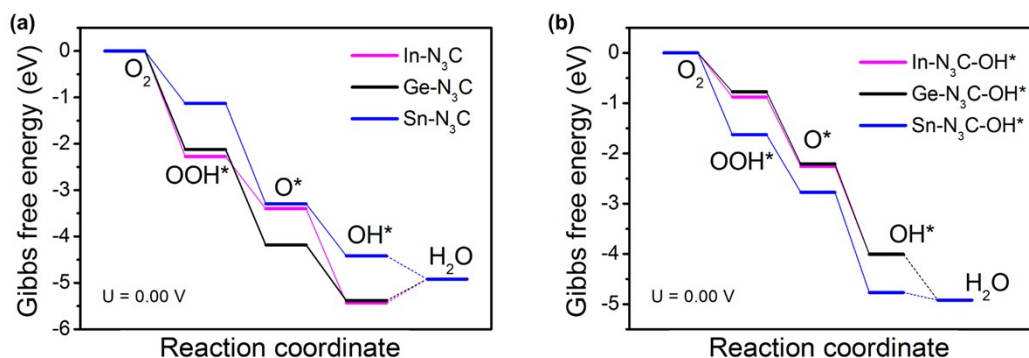 (a)
Gibbs free energy (eV)
0
-1
-2
-3
-4
-5
-6
O₂
OOH*
O*
OH*
H₂O
In-N₃C
Ge-N₃C
Sn-N₃C
U = 0.00 V
Reaction coordinate
(b)
Gibbs free energy (eV)
0
-1
-2
-3
-4
-5
O₂
OOH*
O*
OH*
H₂O
In-N₃C-OH*
Ge-N₃C-OH*
Sn-N₃C-OH*
U = 0.00 V
Reaction coordinate